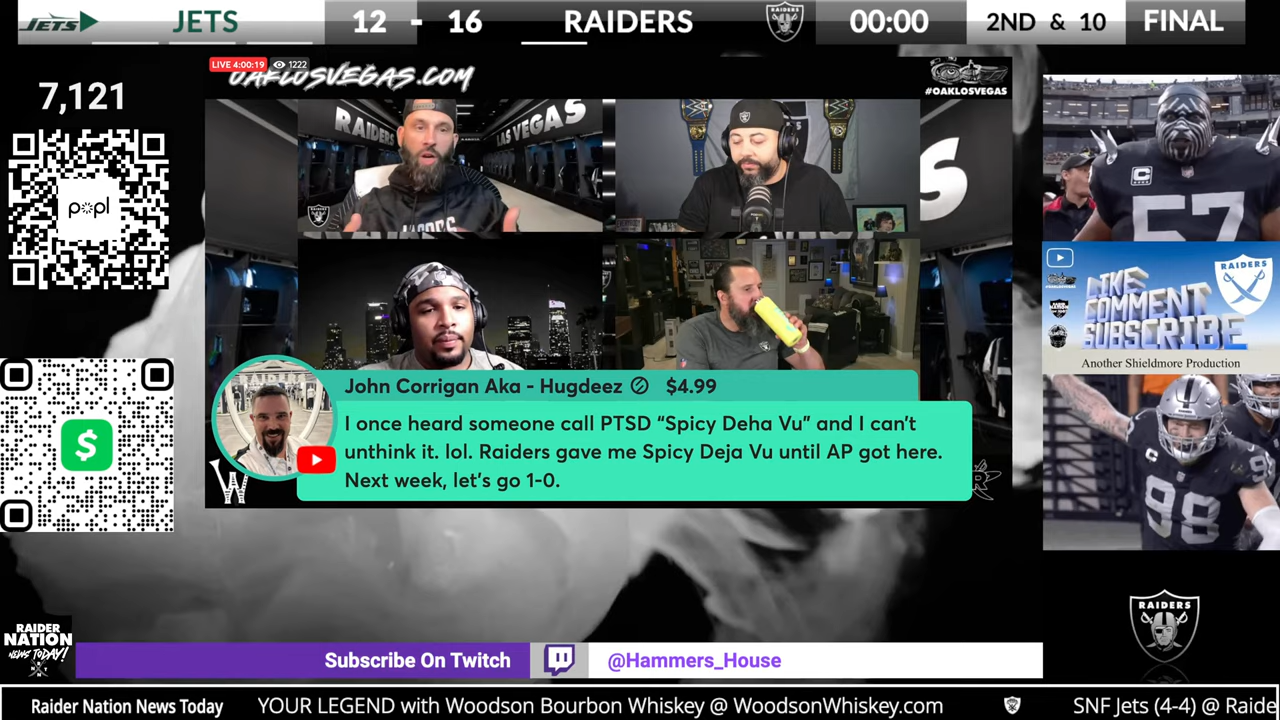 JETS
JETS
12 - 16
RAIDERS
RAIDERS
00:00
2ND & 10
FINAL
LIVE 4:00:19
1222
OAKLOSVEGAS.COM
#OAKLOSVEGAS
7,121
popl
RAIDERS
LAS VEGAS
S
C
57
LIKE
COMMENT
SUBSCRIBE
RAIDERS
Another Shieldmore Production
$
John Corrigan Aka - Hugdeez $4.99
I once heard someone call PTSD “Spicy Deha Vu” and I can’t
unthink it. lol. Raiders gave me Spicy Deja Vu until AP got here.
Next week, let’s go 1-0.
C
98
RAIDERS
RAIDER
NATION
NEWS TODAY!
Subscribe On Twitch
@Hammers_House
Raider Nation News Today
YOUR LEGEND with Woodson Bourbon Whiskey @ WoodsonWhiskey.com
SNF Jets (4-4) @ Raide